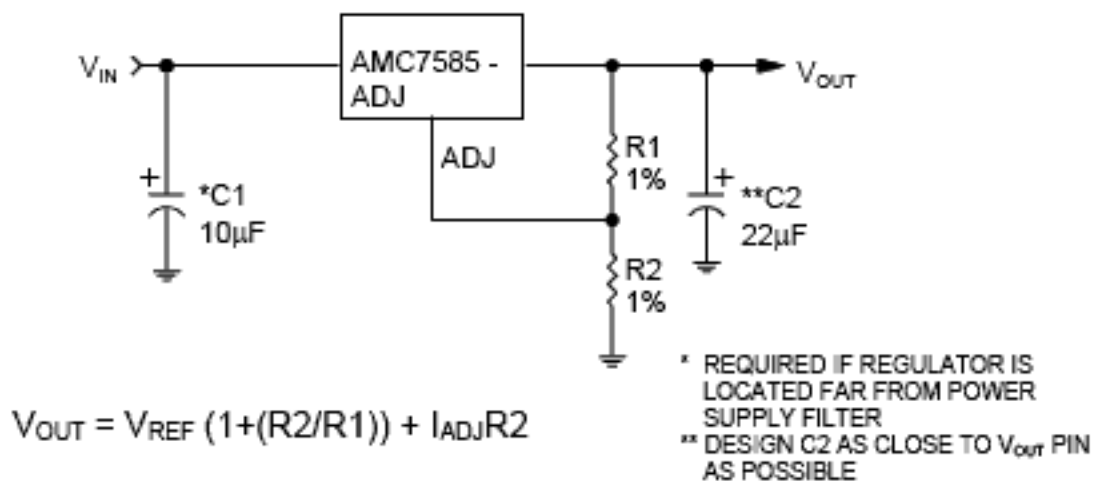 VIN
AMC7585 -
ADJ
VOUT
ADJ
R1
1%
+
*C1
10µF
+
**C2
22µF
R2
1%
VOUT = VREF (1+(R2/R1)) + IADJR2
* REQUIRED IF REGULATOR IS
LOCATED FAR FROM POWER
SUPPLY FILTER
** DESIGN C2 AS CLOSE TO VOUT PIN
AS POSSIBLE